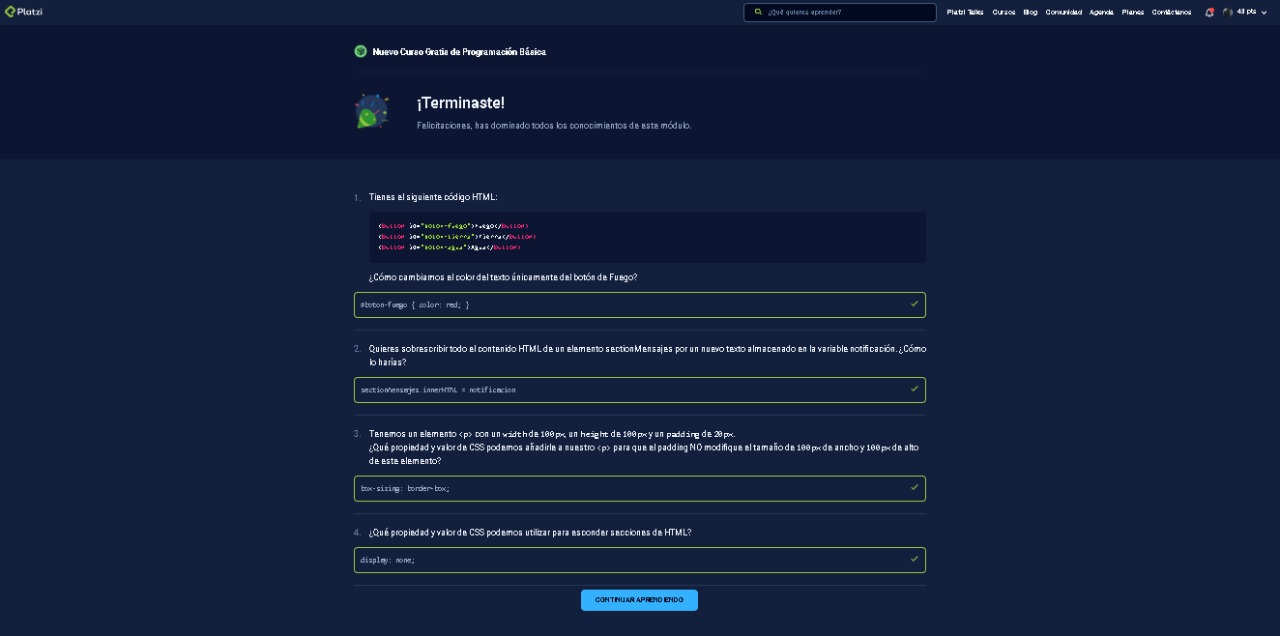 Platzi
¿Qué quieres aprender?
Platzi Talks Cursos Blog Comunidad Agenda Planes Contáctanos 43 pts
Nuevo Curso Gratis de Programación Básica
¡Terminaste!
Felicitaciones, has dominado todos los conocimientos de este módulo.
1. Tienes el siguiente código HTML:
<button id="boton-fuego">Fuego</button>
<button id="boton-tierra">Tierra</button>
<button id="boton-agua">Agua</button>
¿Cómo cambiamos el color del texto únicamente del botón de Fuego?
#boton-fuego { color: red; }
2. Quieres sobrescribir todo el contenido HTML de un elemento sectionMensajes por un nuevo texto almacenado en la variable notificación. ¿Cómo
lo harías?
sectionMensajes.innerHTML = notificacion
3. Tenemos un elemento <p> con un width de 100px, un height de 100px y un padding de 20px.
¿Qué propiedad y valor de CSS podemos añadirle a nuestro <p> para que el padding NO modifique el tamaño de 100px de ancho y 100px de alto
de este elemento?
box-sizing: border-box;
4. ¿Qué propiedad y valor de CSS podemos utilizar para esconder secciones de HTML?
display: none;
CONTINUAR APRENDIENDO